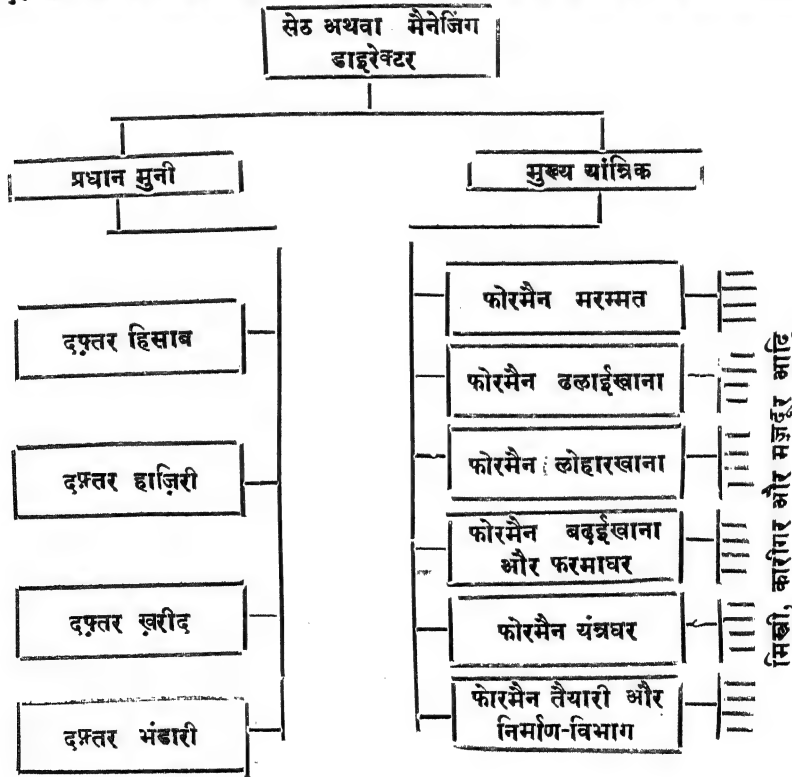 सेठ अथवा मैनेजिंग
डाइरेक्टर
प्रधान मुनी
मुख्य यांत्रिक
दफ़्तर हिसाब
दफ़्तर हाज़िरी
दफ़्तर ख़रीद
दफ़्तर भंडारी
फोरमैन मरम्मत
फोरमैन ढलाईखाना
फोरमैन लोहारखाना
फोरमैन बढ़ईखाना
और फरमाघर
फोरमैन यंत्रघर
फोरमैन तैयारी और
निर्माण-विभाग
मिस्त्री, कारीगर और मज़दूर आदि